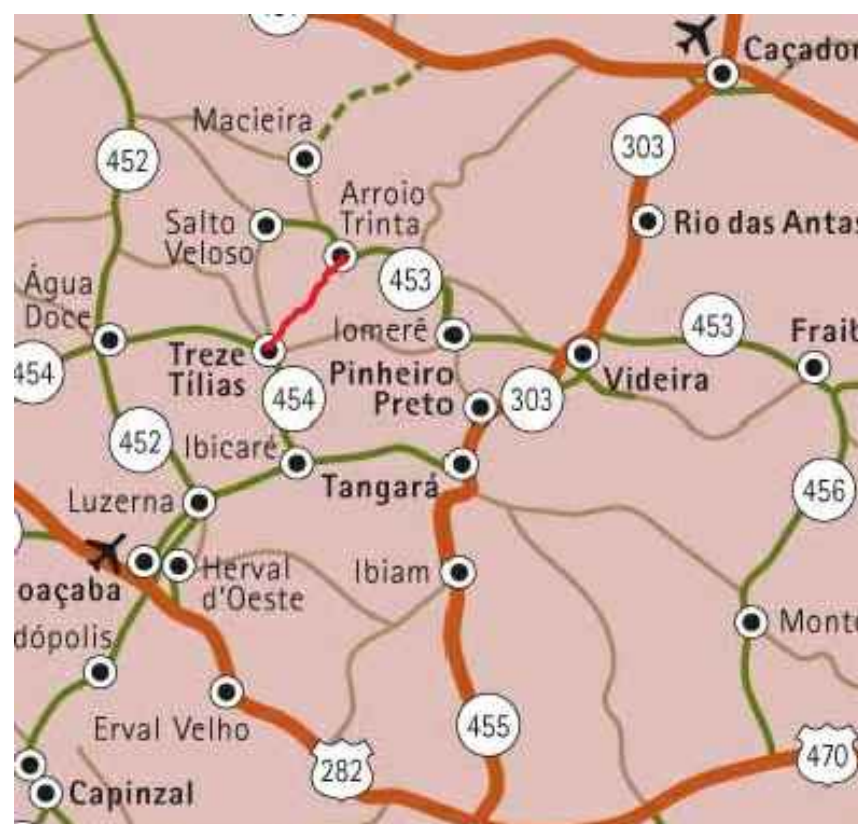 Caçador
Macieira
452
303
Arroio
Trinta
Salto
Veloso
Rio das Antas
453
Água
Doce
Iomerê
453
454
Treze
Tílias
Pinheiro
Preto
303
Videira
454
452
Ibicaré
Tangará
456
Luzerna
oaçaba
Herval
d'Oeste
Ibiam
dópolis
Erval Velho
455
282
470
Capinzal